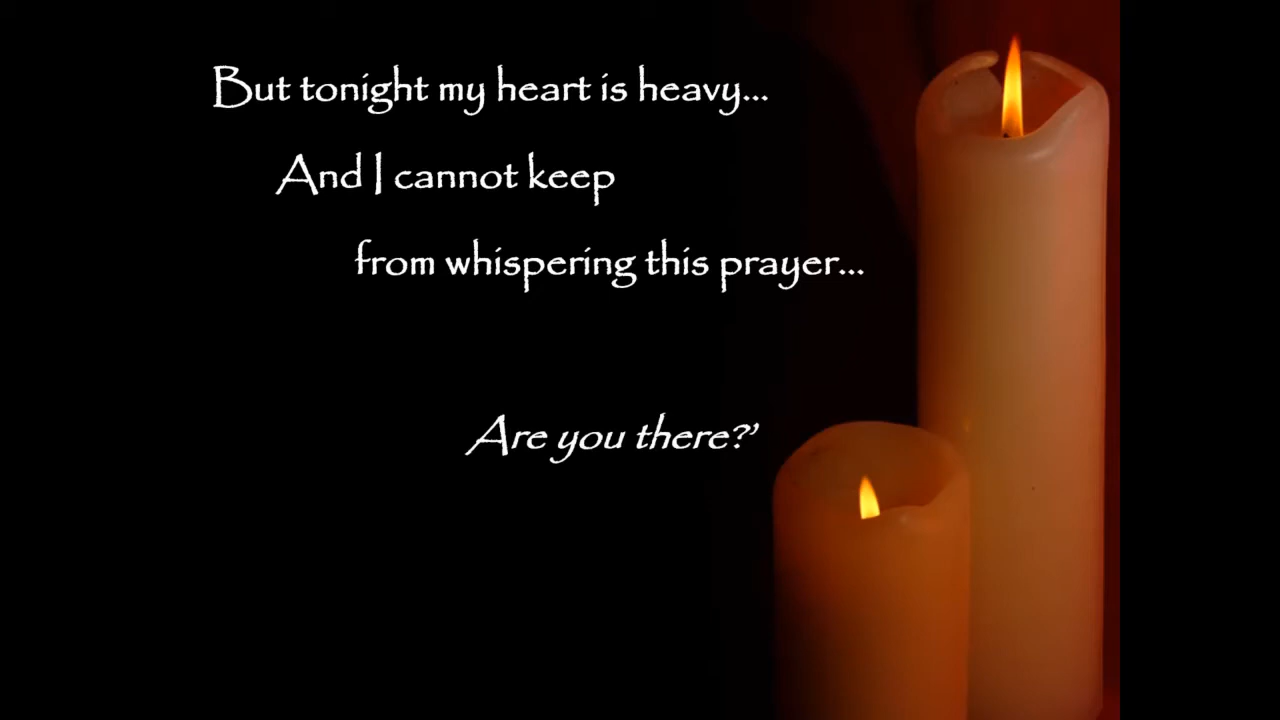 But tonight my heart is heavy...
And I cannot keep
from whispering this prayer...
Are you there?’